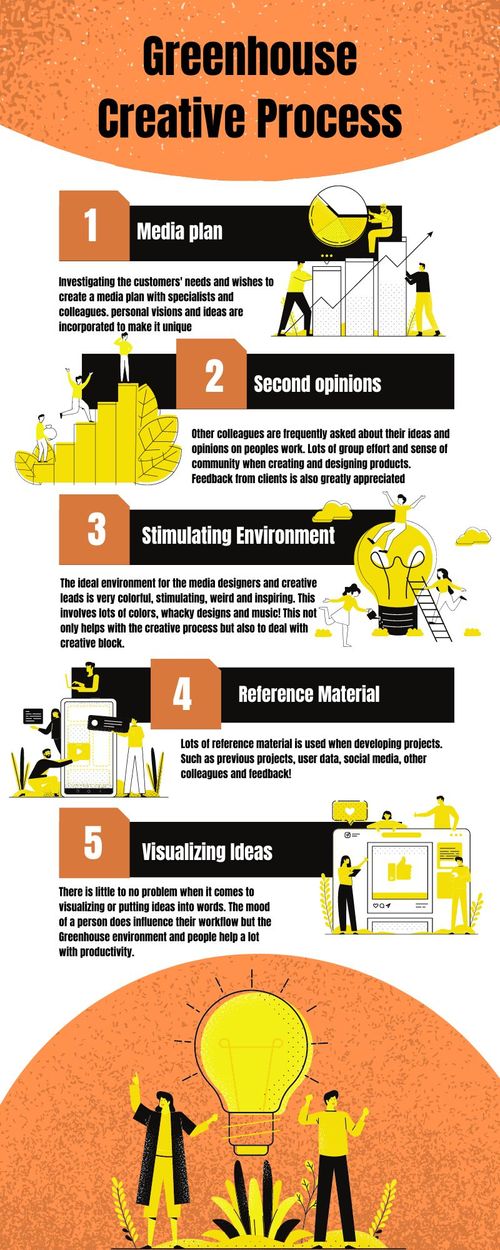 Greenhouse
Creative Process
1
Media plan
Investigating the customers' needs and wishes to
create a media plan with specialists and
colleagues. personal visions and ideas are
incorporated to make it unique
2
Second opinions
Other colleagues are frequently asked about their ideas and
opinions on peoples work. Lots of group effort and sense of
community when creating and designing products.
Feedback from clients is also greatly appreciated
3
Stimulating Environment
The ideal environment for the media designers and creative
leads is very colorful, stimulating, weird and inspiring. This
involves lots of colors, whacky designs and music! This not
only helps with the creative process but also to deal with
creative block.
4
Reference Material
Lots of reference material is used when developing projects.
Such as previous projects, user data, social media, other
colleagues and feedback!
5
Visualizing Ideas
There is little to no problem when it comes to
visualizing or putting ideas into words. The mood
of a person does influence their workflow but the
Greenhouse environment and people help a lot
with productivity.